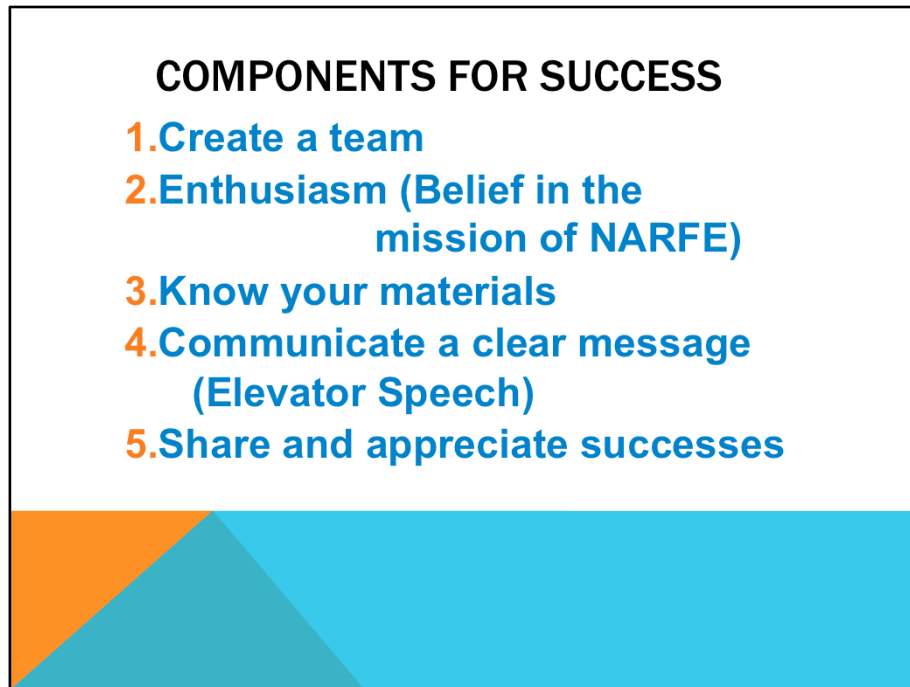 COMPONENTS FOR SUCCESS
1.Create a team
2.Enthusiasm (Belief in the
mission of NARFE)
3.Know your materials
4.Communicate a clear message
(Elevator Speech)
5.Share and appreciate successes